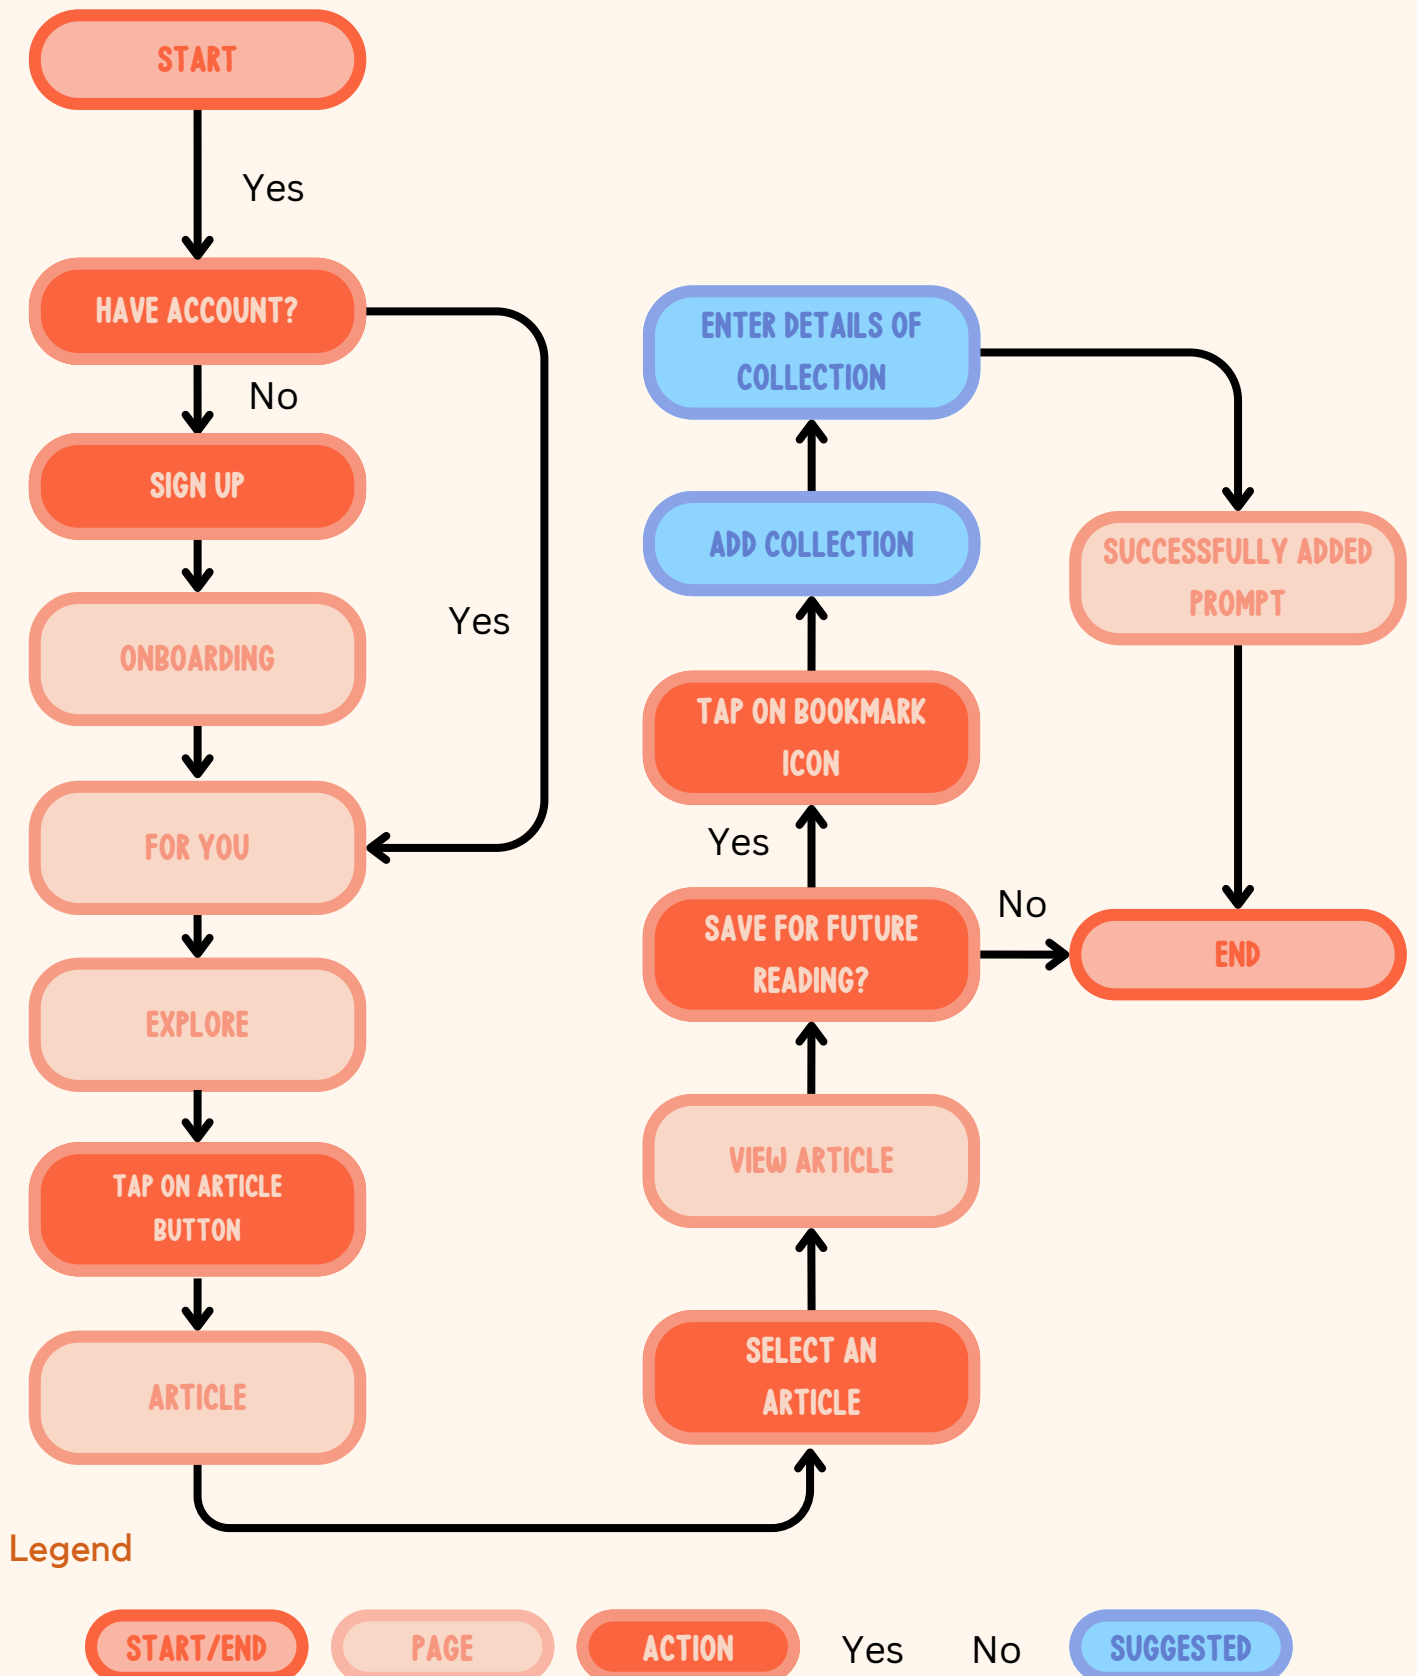 START
Yes
HAVE ACCOUNT?
No
SIGN UP
ONBOARDING
Yes
FOR YOU
EXPLORE
TAP ON ARTICLE
BUTTON
ARTICLE
SELECT AN
ARTICLE
VIEW ARTICLE
SAVE FOR FUTURE
READING?
No
Yes
TAP ON BOOKMARK
ICON
ADD COLLECTION
ENTER DETAILS OF
COLLECTION
SUCCESSFULLY ADDED
PROMPT
END
Legend
START/END
PAGE
ACTION
Yes
No
SUGGESTED